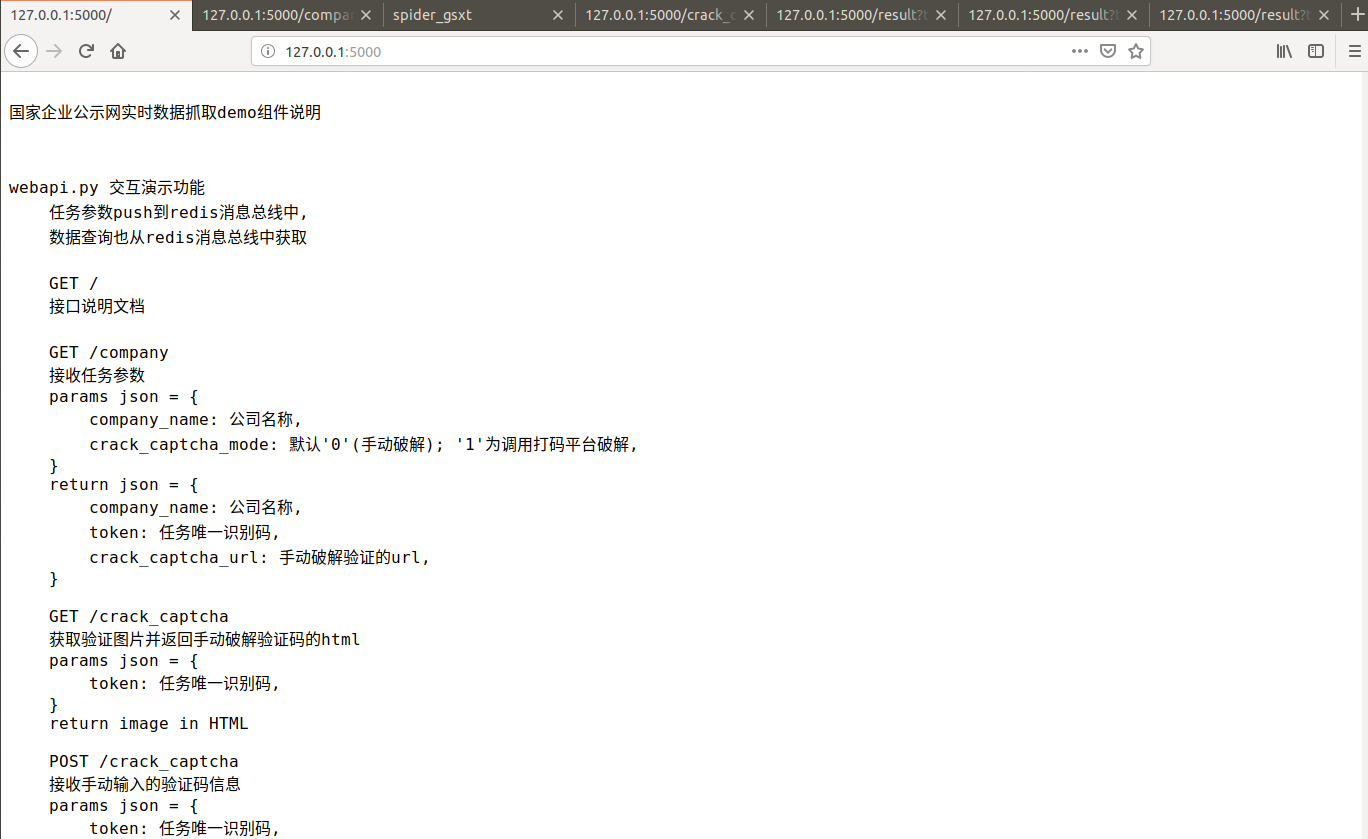 127.0.0.1:5000/
127.0.0.1:5000/compar
spider_gsxt
127.0.0.1:5000/crack_c
127.0.0.1:5000/result?t
127.0.0.1:5000/result?t
127.0.0.1:5000/result?t
127.0.0.1:5000
国家企业公示网实时数据抓取demo组件说明
webapi.py 交互演示功能
任务参数push到redis消息总线中,
数据查询也从redis消息总线中获取
GET /
接口说明文档
GET /company
接收任务参数
params json = {
company_name: 公司名称,
crack_captcha_mode: 默认'0'(手动破解); '1'为调用打码平台破解,
}
return json = {
company_name: 公司名称,
token: 任务唯一识别码,
crack_captcha_url: 手动破解验证的url,
}
GET /crack_captcha
获取验证图片并返回手动破解验证码的html
params json = {
token: 任务唯一识别码,
}
return image in HTML
POST /crack_captcha
接收手动输入的验证码信息
params json = {
token: 任务唯一识别码,